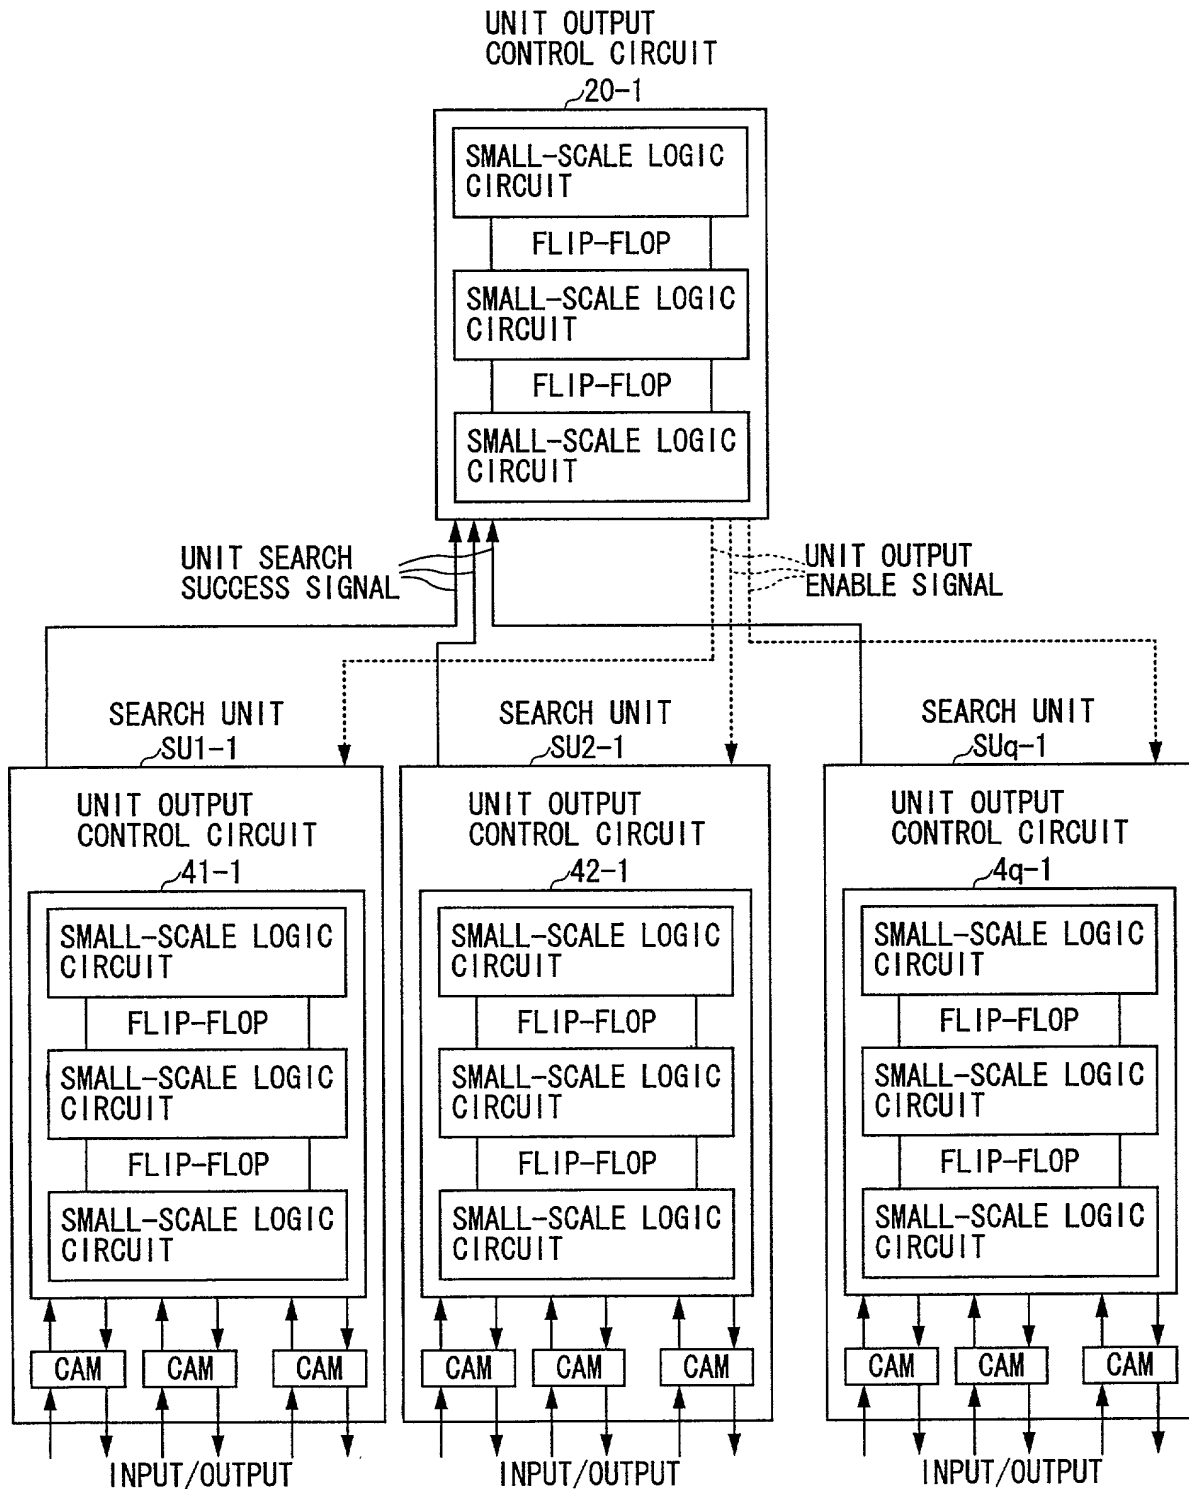 UNIT OUTPUT
CONTROL CIRCUIT
20-1
SMALL-SCALE LOGIC
CIRCUIT
FLIP-FLOP
SMALL-SCALE LOGIC
CIRCUIT
FLIP-FLOP
SMALL-SCALE LOGIC
CIRCUIT
UNIT SEARCH
SUCCESS SIGNAL
UNIT OUTPUT
ENABLE SIGNAL
SEARCH UNIT
SU1-1
UNIT OUTPUT
CONTROL CIRCUIT
41-1
SMALL-SCALE LOGIC
CIRCUIT
FLIP-FLOP
SMALL-SCALE LOGIC
CIRCUIT
FLIP-FLOP
SMALL-SCALE LOGIC
CIRCUIT
CAM
CAM
CAM
INPUT/OUTPUT
SEARCH UNIT
SU2-1
UNIT OUTPUT
CONTROL CIRCUIT
42-1
SMALL-SCALE LOGIC
CIRCUIT
FLIP-FLOP
SMALL-SCALE LOGIC
CIRCUIT
FLIP-FLOP
SMALL-SCALE LOGIC
CIRCUIT
CAM
CAM
CAM
INPUT/OUTPUT
SEARCH UNIT
SUq-1
UNIT OUTPUT
CONTROL CIRCUIT
4q-1
SMALL-SCALE LOGIC
CIRCUIT
FLIP-FLOP
SMALL-SCALE LOGIC
CIRCUIT
FLIP-FLOP
SMALL-SCALE LOGIC
CIRCUIT
CAM
CAM
CAM
INPUT/OUTPUT